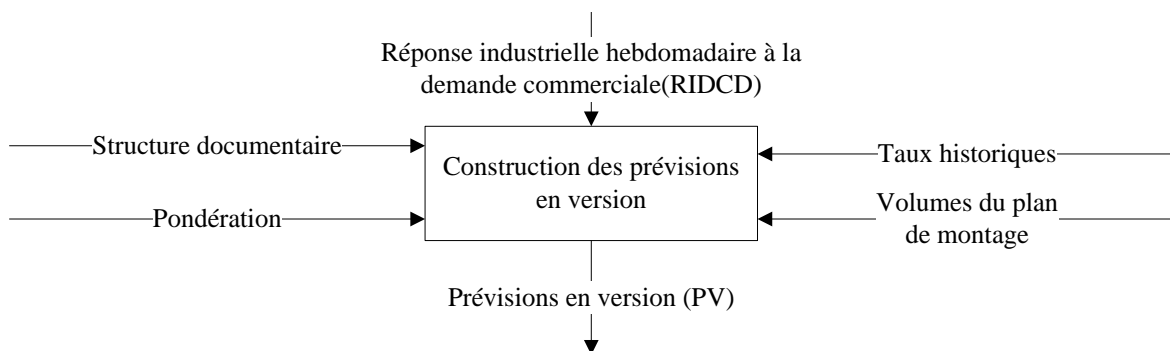 Réponse industrielle hebdomadaire à la
demande commerciale(RIDCD)
Structure documentaire
Construction des prévisions
en version
Taux historiques
Pondération
Volumes du plan
de montage
Prévisions en version (PV)